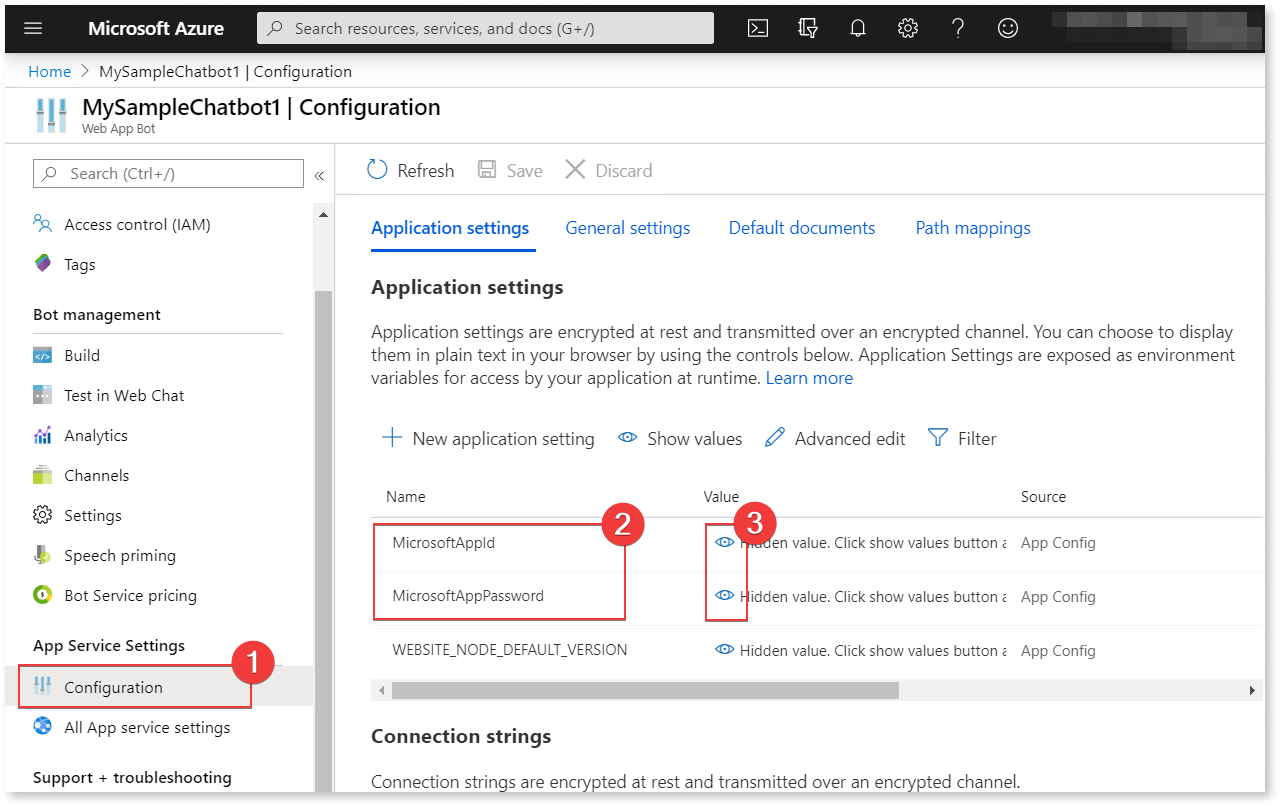 Microsoft Azure
Search resources, services, and docs (G+/)
Home > MySampleChatbot1 | Configuration
MySampleChatbot1 | Configuration
Web App Bot
Search (Ctrl+/)
«
Refresh
Save
Discard
Access control (IAM)
Tags
Bot management
Build
Test in Web Chat
Analytics
Channels
Settings
Speech priming
Bot Service pricing
App Service Settings
1
Configuration
All App service settings
Support + troubleshooting
Application settings
General settings
Default documents
Path mappings
Application settings
Application settings are encrypted at rest and transmitted over an encrypted channel. You can choose to display
them in plain text in your browser by using the controls below. Application Settings are exposed as environment
variables for access by your application at runtime. Learn more
New application setting
Show values
Advanced edit
Filter
Name Value Source
2
3
MicrosoftAppId Hidden value. Click show values button a App Config
MicrosoftAppPassword Hidden value. Click show values button a App Config
WEBSITE_NODE_DEFAULT_VERSION Hidden value. Click show values button a App Config
Connection strings
Connection strings are encrypted at rest and transmitted over an encrypted channel.